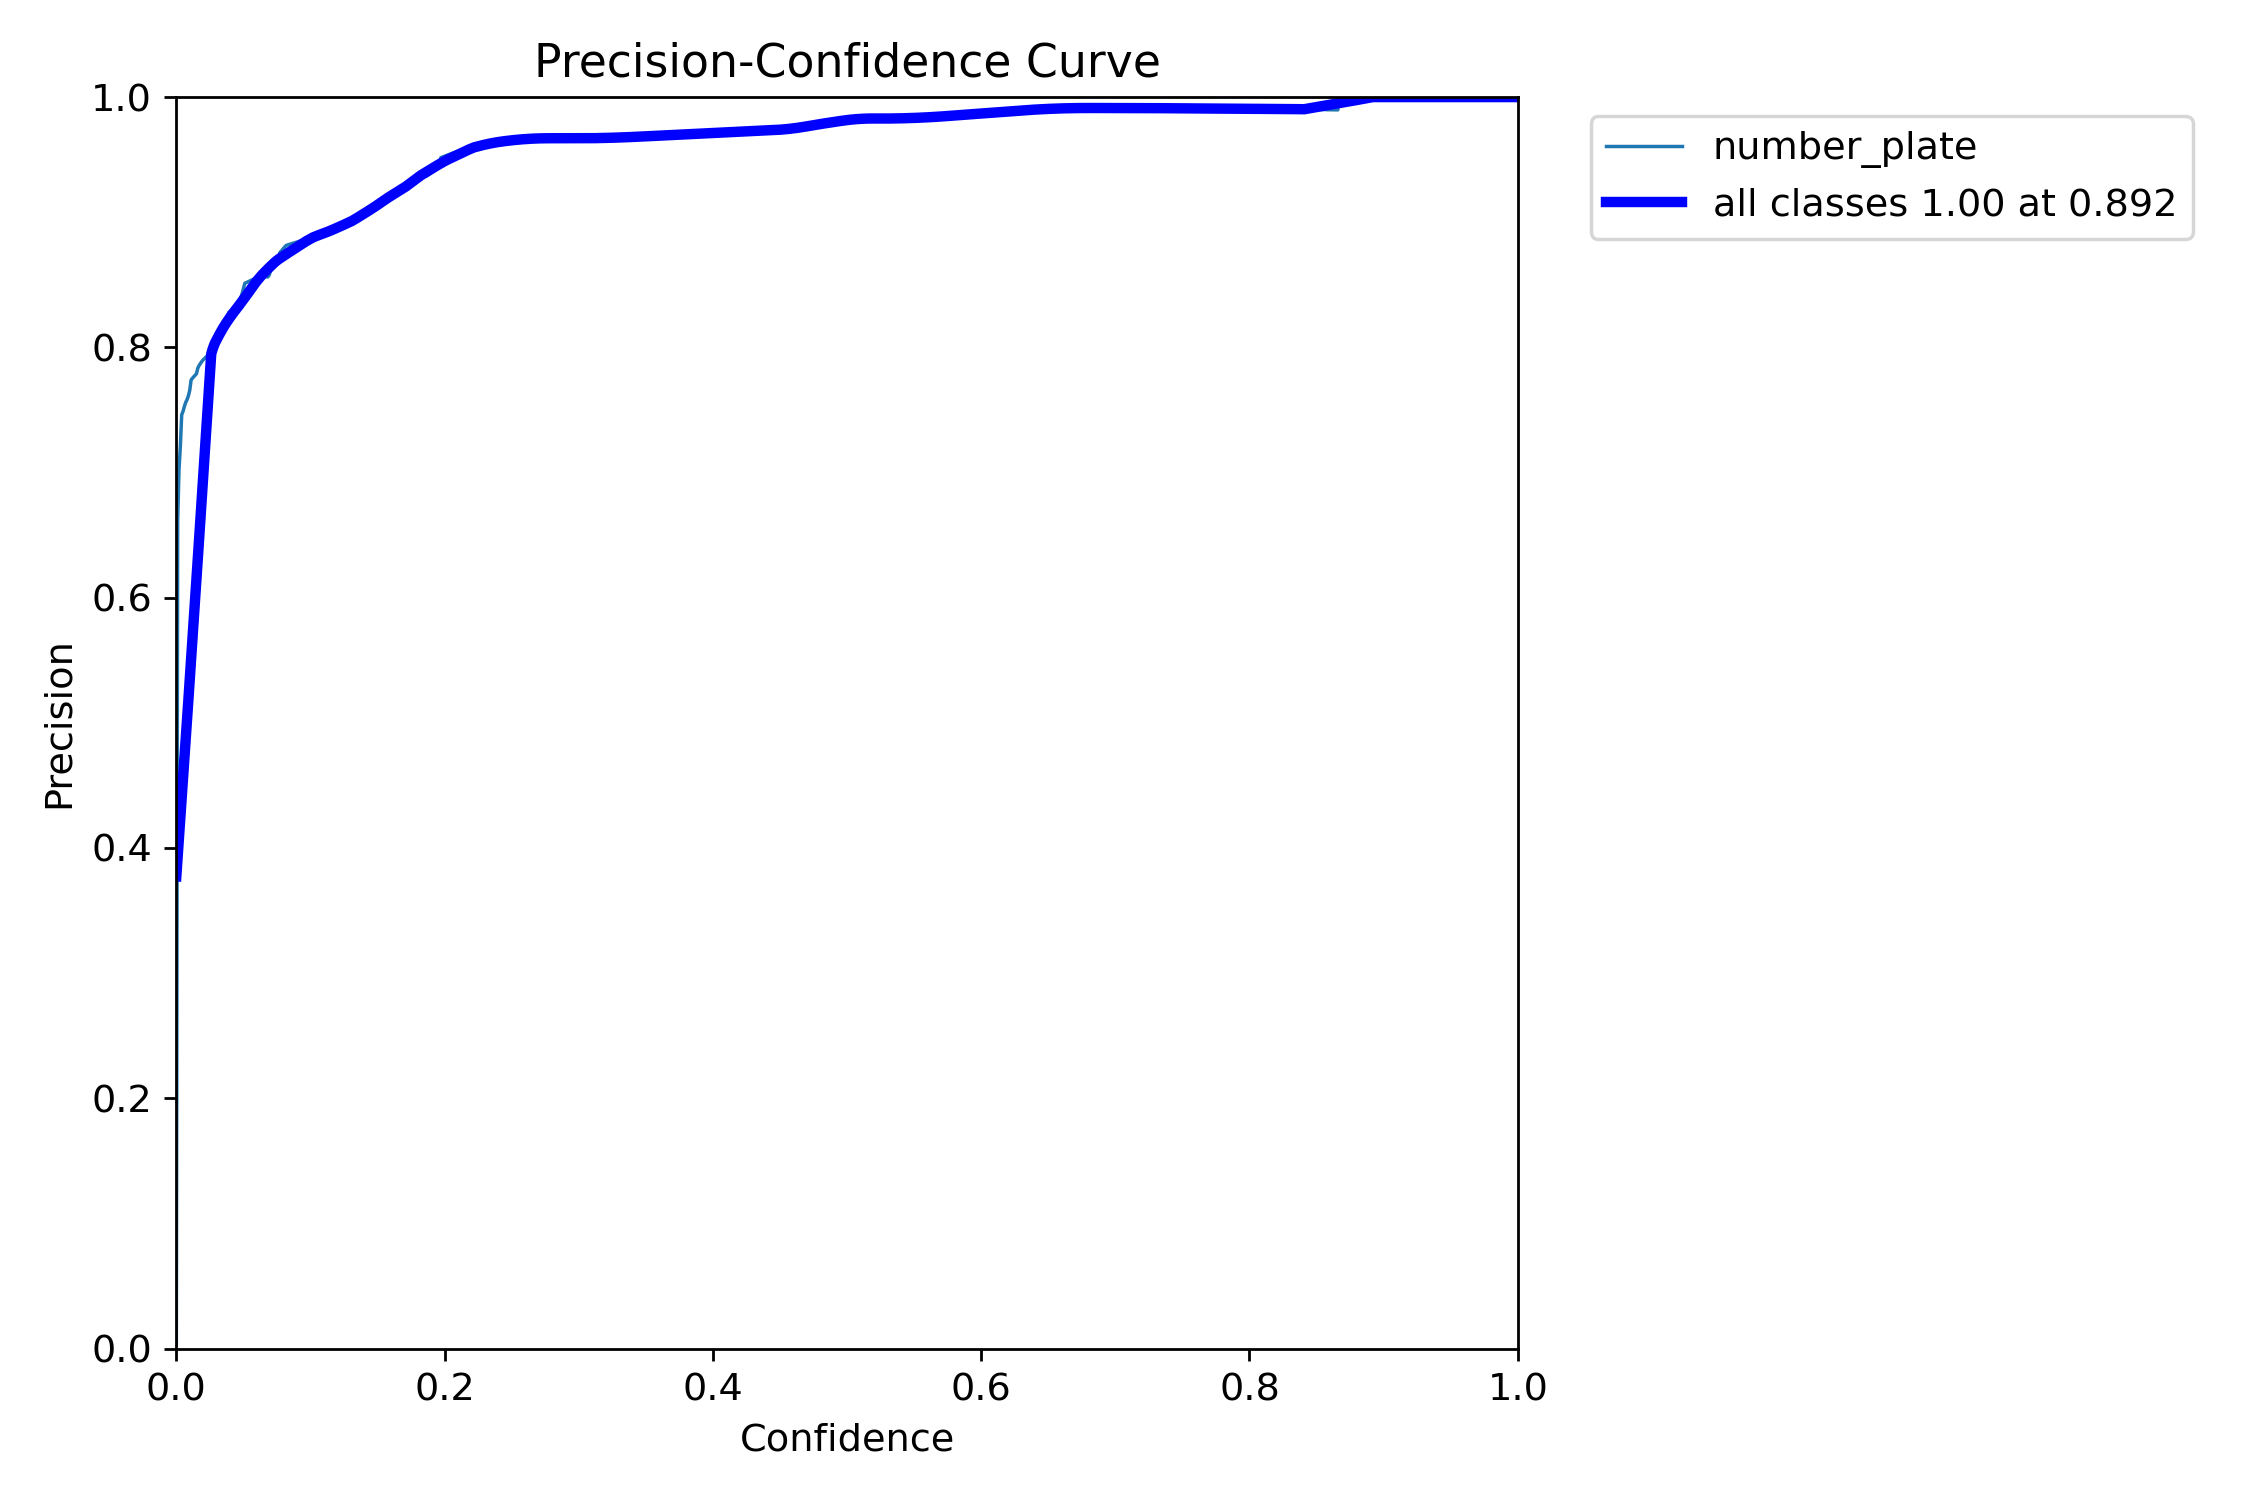 Precision-Confidence Curve
1.0
0.8
0.6
0.4
0.2
0.0
Precision
0.0 0.2 0.4 0.6 0.8 1.0
Confidence
number_plate
all classes 1.00 at 0.892